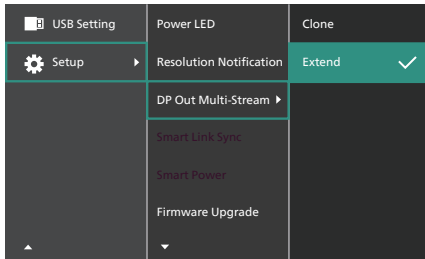 USB Setting
Setup
Power LED
Resolution Notification
DP Out Multi-Stream
Smart Link Sync
Smart Power
Firmware Upgrade
Clone
Extend